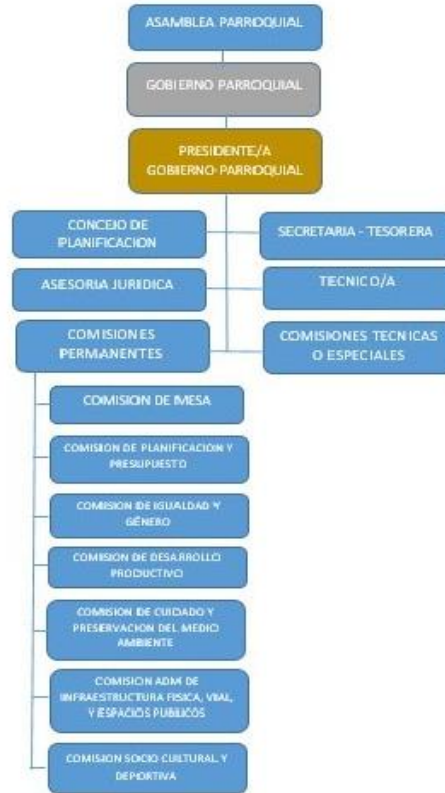 ASAMBLEA PARROQUIAL
GOBIERNO PARROQUIAL
PRESIDENTE/A
GOBIERNO PARROQUIAL
CONCEJO DE
PLANIFICACION
SECRETARIA - TESORERA
ASESORIA JURIDICA
TECNICO/A
COMISIONES
PERMANENTES
COMISIONES TECNICAS
O ESPECIALES
COMISION DE MESA
COMISION DE PLANIFICACION Y
PRESUPUESTO
COMISION DE IGUALDAD Y
GÉNERO
COMISION DE DESARROLLO
PRODUCTIVO
COMISION DE CUIDADO Y
PRESERVACION DEL MEDIO
AMBIENTE
COMISION ADM DE
INFRAESTRUCTURA FISICA, VIAL,
Y ESPACIOS PUBLICOS
COMISION SOCIO CULTURAL Y
DEPORTIVA